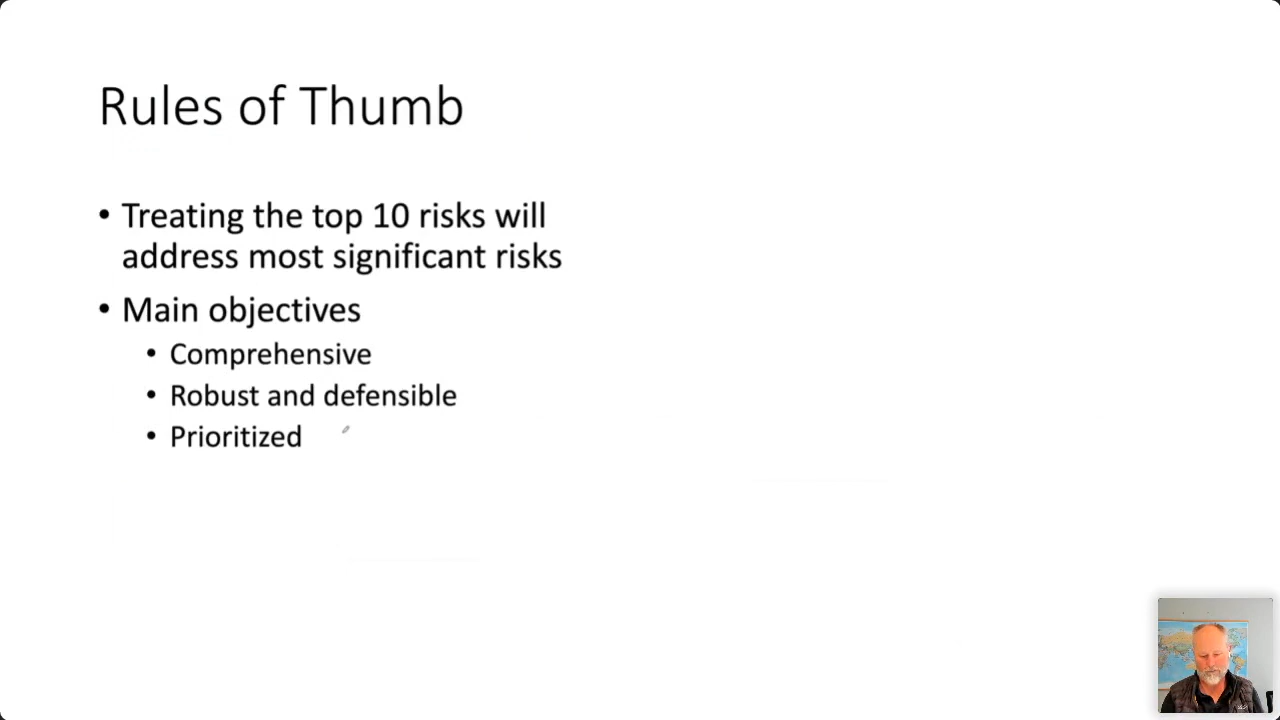 Rules of Thumb
• Treating the top 10 risks will
address most significant risks
• Main objectives
• Comprehensive
• Robust and defensible
• Prioritized